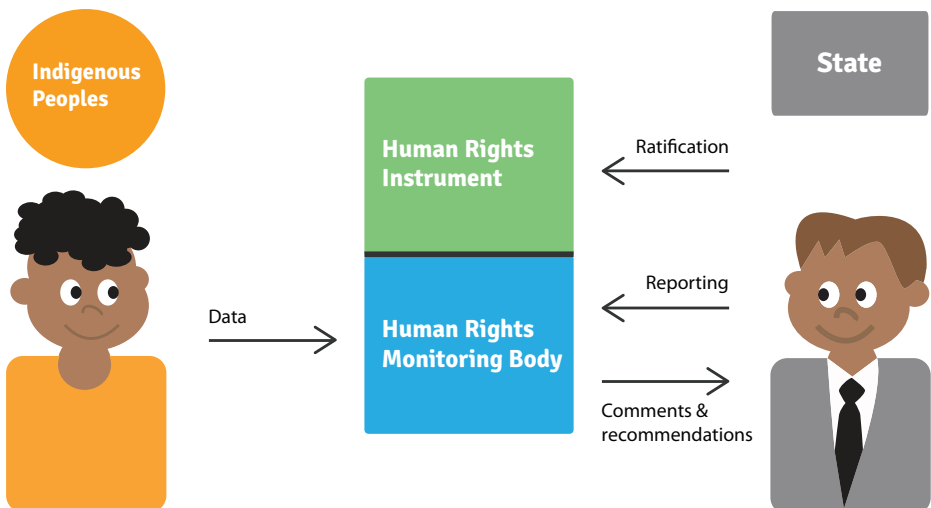 Indigenous
Peoples
State
Human Rights
Instrument
Ratification
Reporting
Data
Human Rights
Monitoring Body
Comments &
recommendations